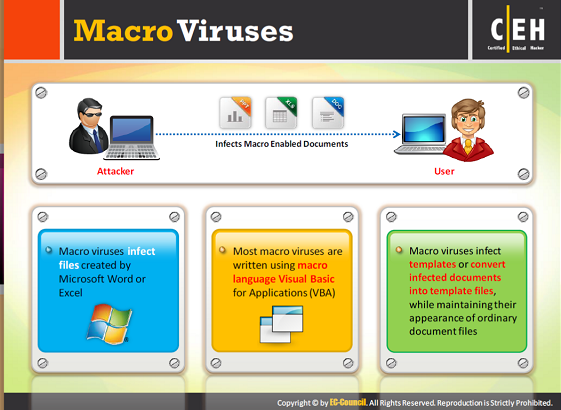 Macro Viruses
CEH
Certified Ethical Hacker
PPT
XLS
DOC
Infects Macro Enabled Documents
Attacker
User
Macro viruses infect
files created by
Microsoft Word or
Excel
Most macro viruses are
written using macro
language Visual Basic
for Applications (VBA)
Macro viruses infect
templates or convert
infected documents
into template files,
while maintaining their
appearance of ordinary
document files
Copyright © by EC-Council. All Rights Reserved. Reproduction is Strictly Prohibited.